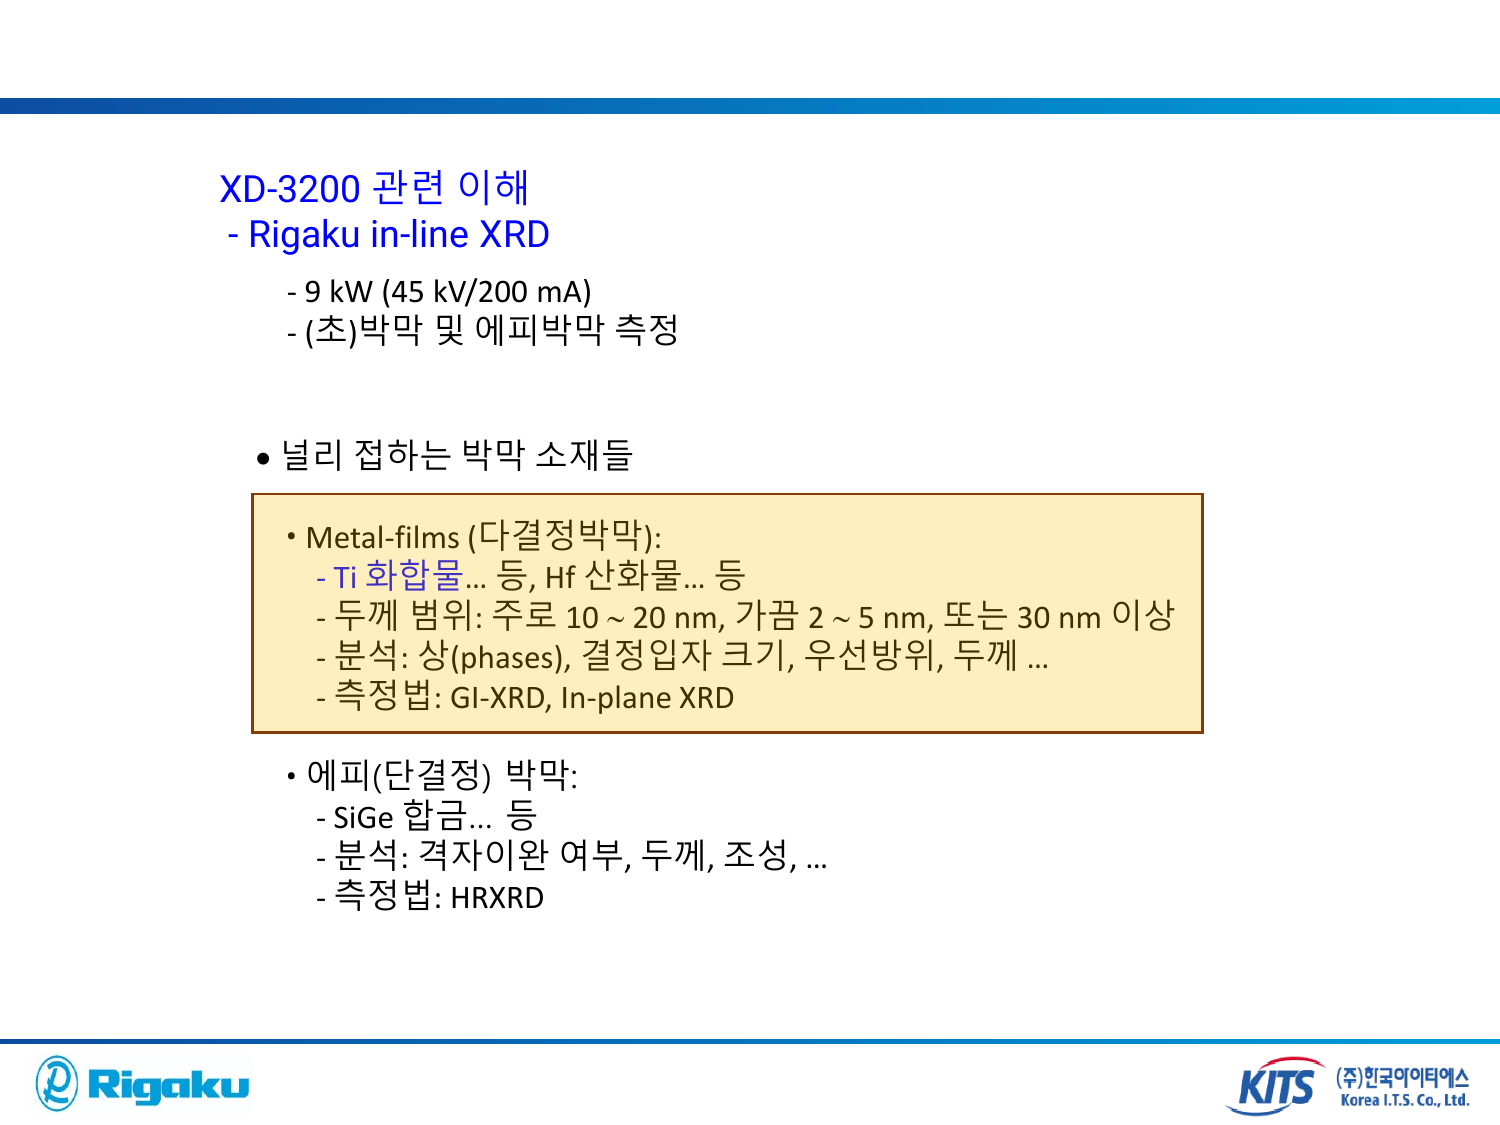 XD-3200 관련 이해
- Rigaku in-line XRD
- 9 kW (45 kV/200 mA)
- (초)박막 및 에피박막 측정
● 널리 접하는 박막 소재들
• Metal-films (다결정박막):
- Ti 화합물... 등, Hf 산화물... 등
- 두께 범위: 주로 10 ~ 20 nm, 가끔 2 ~ 5 nm, 또는 30 nm 이상
- 분석: 상(phases), 결정입자 크기, 우선방위, 두께 ...
- 측정법: GI-XRD, In-plane XRD
• 에피(단결정) 박막:
- SiGe 합금... 등
- 분석: 격자이완 여부, 두께, 조성, ...
- 측정법: HRXRD
Rigaku
KITS (주)한국아이티에스
Korea I.T.S. Co., Ltd.